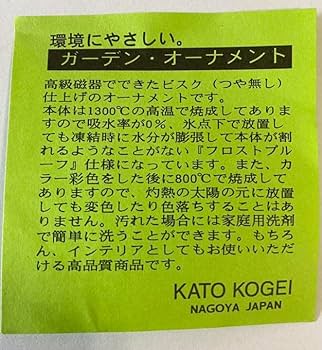 環境にやさしい。
ガーデン・オーナメント
高級磁器でできたビスク（つや無し）
仕上げのオーナメントです。
本体は1300℃の高温で焼成してありま
すので吸水率が0%、氷点下で放置し
ても凍結時に水分が膨張して本体が割
れるようなことがない『フロストプル
ーフ』仕様になっています。また、カ
ラー彩色をした後に800℃で焼成して
ありますので、灼熱の太陽の元に放置
しても変色したり色落ちすることはあ
りません。汚れた場合には家庭用洗剤
で簡単に洗うことができます。もちろ
ん、インテリアとしてもお使いいただ
ける高品質商品です。
KATO KOGEI
NAGOYA JAPAN